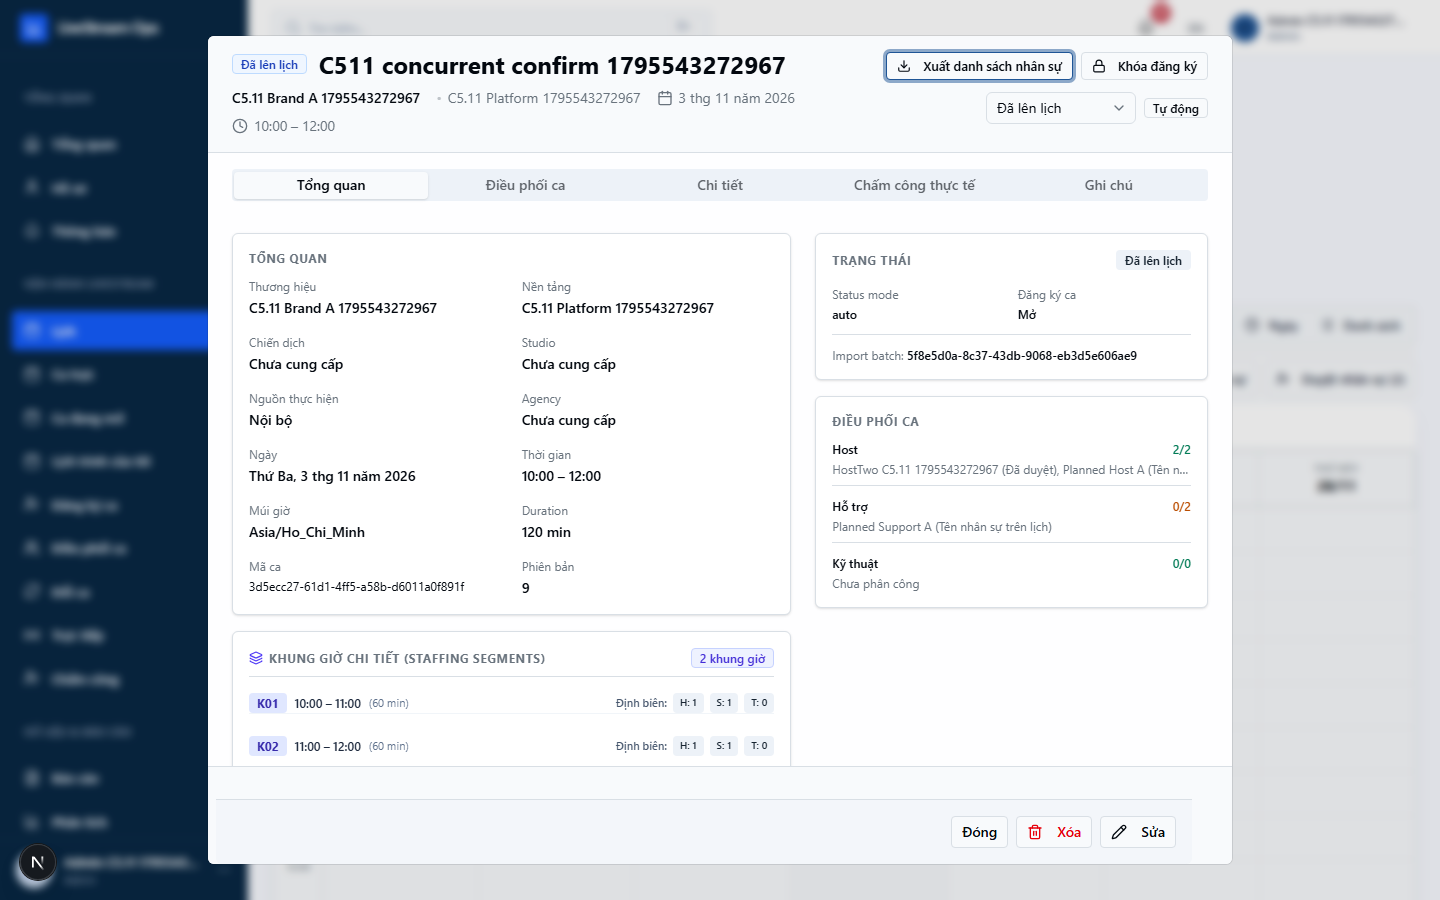 Đã lên lịch
C511 concurrent confirm 1795543272967
Xuất danh sách nhân sự
Khóa đăng ký
C5.11 Brand A 1795543272967
• C5.11 Platform 1795543272967
3 thg 11 năm 2026
10:00 – 12:00
Đã lên lịch
Tự động
Tổng quan
Điều phối ca
Chi tiết
Chấm công thực tế
Ghi chú
TỔNG QUAN
Thương hiệu
C5.11 Brand A 1795543272967
Nền tảng
C5.11 Platform 1795543272967
Chiến dịch
Chưa cung cấp
Studio
Chưa cung cấp
Nguồn thực hiện
Nội bộ
Agency
Chưa cung cấp
Ngày
Thứ Ba, 3 thg 11 năm 2026
Thời gian
10:00 – 12:00
Múi giờ
Asia/Ho_Chi_Minh
Duration
120 min
Mã ca
3d5ecc27-61d1-4ff5-a58b-d6011a0f891f
Phiên bản
9
TRẠNG THÁI
Đã lên lịch
Status mode
auto
Đăng ký ca
Mở
Import batch: 5f8e5d0a-8c37-43db-9068-eb3d5e606ae9
ĐIỀU PHỐI CA
Host
2/2
HostTwo C5.11 1795543272967 (Đã duyệt), Planned Host A (Tên n...
Hỗ trợ
0/2
Planned Support A (Tên nhân sự trên lịch)
Kỹ thuật
0/0
Chưa phân công
KHUNG GIỜ CHI TIẾT (STAFFING SEGMENTS)
2 khung giờ
K01 10:00 – 11:00 (60 min) Định biên: H: 1 S: 1 T: 0
K02 11:00 – 12:00 (60 min) Định biên: H: 1 S: 1 T: 0
Đóng
Xóa
Sửa
N